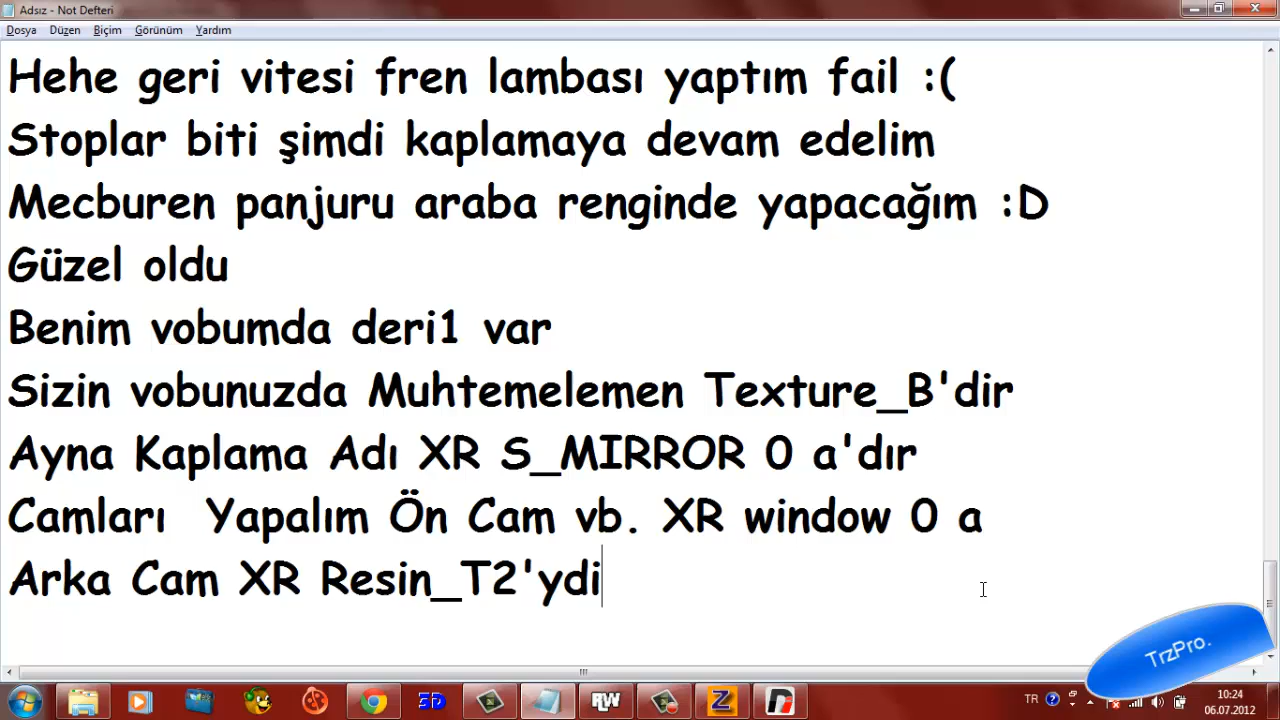 Adsız - Not Defteri
Dosya Düzen Biçim Görünüm Yardım
Hehe geri vitesi fren lambası yaptım fail :(
Stoplar biti şimdi kaplamaya devam edelim
Mecburen panjuru araba renginde yapacağım :D
Güzel oldu
Benim vobumda deri1 var
Sizin vobunuzda Muhtemelemen Texture_B'dir
Ayna Kaplama Adı XR S_MIRROR 0 a'dır
Camları  Yapalım Ön Cam vb. XR window 0 a
Arka Cam XR Resin_T2'ydi
TrzPro.
3D RW Z TR 10:24
06.07.2012